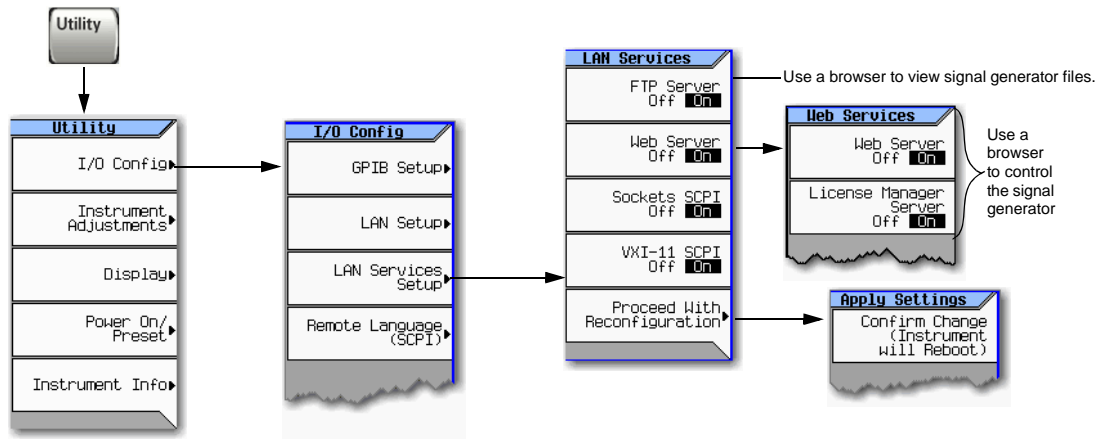 Utility
Utility
I/O Config
Instrument
Adjustments
Display
Power On/
Preset
Instrument Info
I/O Config
GPIB Setup
LAN Setup
LAN Services
Setup
Remote Language
(SCPI)
LAN Services
FTP Server
Off On
Web Server
Off On
Sockets SCPI
Off On
VXI-11 SCPI
Off On
Proceed With
Reconfiguration
Use a browser to view signal generator files.
Web Services
Web Server
Off On
License Manager
Server
Off On
Use a
browser
to control
the signal
generator
Apply Settings
Confirm Change
(Instrument
will Reboot)